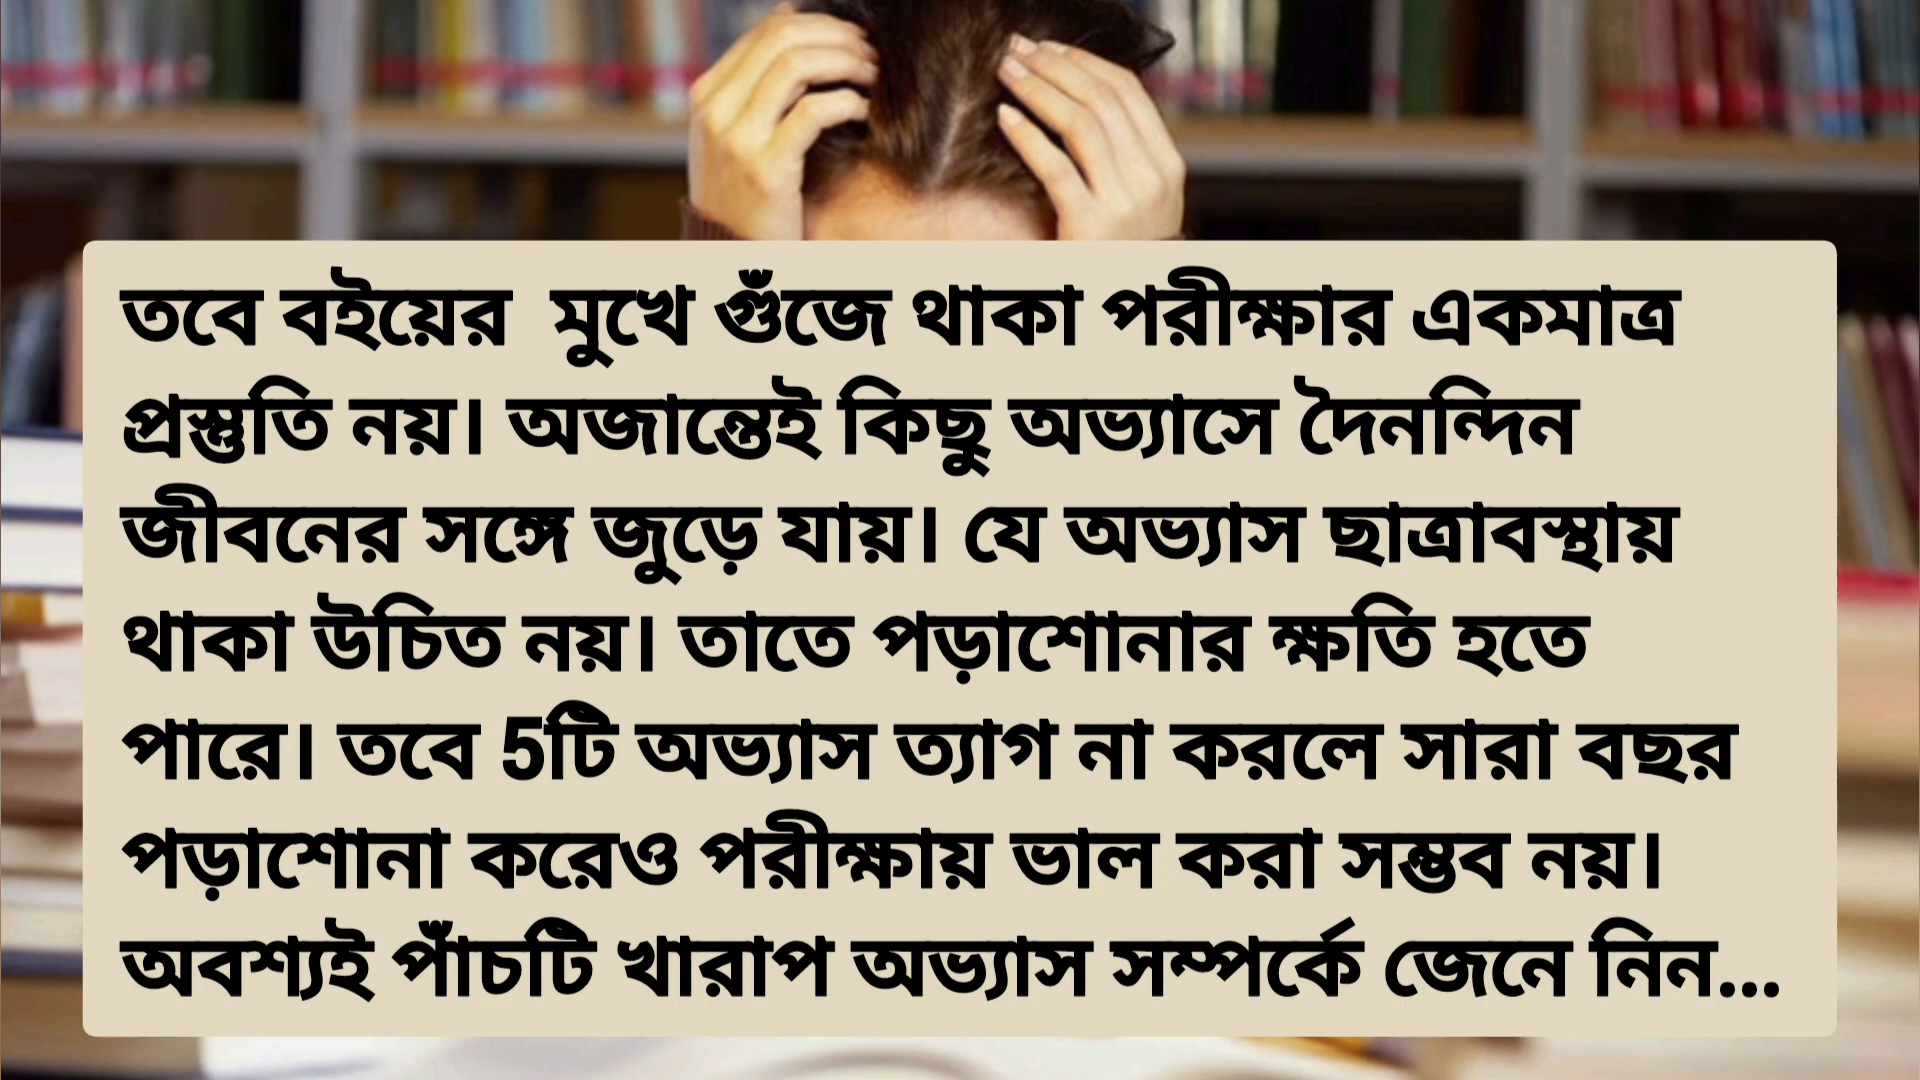 তবে বইয়ের মুখে গুঁজে থাকা পরীক্ষার একমাত্র
প্রস্তুতি নয়। অজান্তেই কিছু অভ্যাসে দৈনন্দিন
জীবনের সঙ্গে জুড়ে যায়। যে অভ্যাস ছাত্রাবস্থায়
থাকা উচিত নয়। তাতে পড়াশোনার ক্ষতি হতে
পারে। তবে 5টি অভ্যাস ত্যাগ না করলে সারা বছর
পড়াশোনা করেও পরীক্ষায় ভাল করা সম্ভব নয়।
অবশ্যই পাঁচটি খারাপ অভ্যাস সম্পর্কে জেনে নিন...